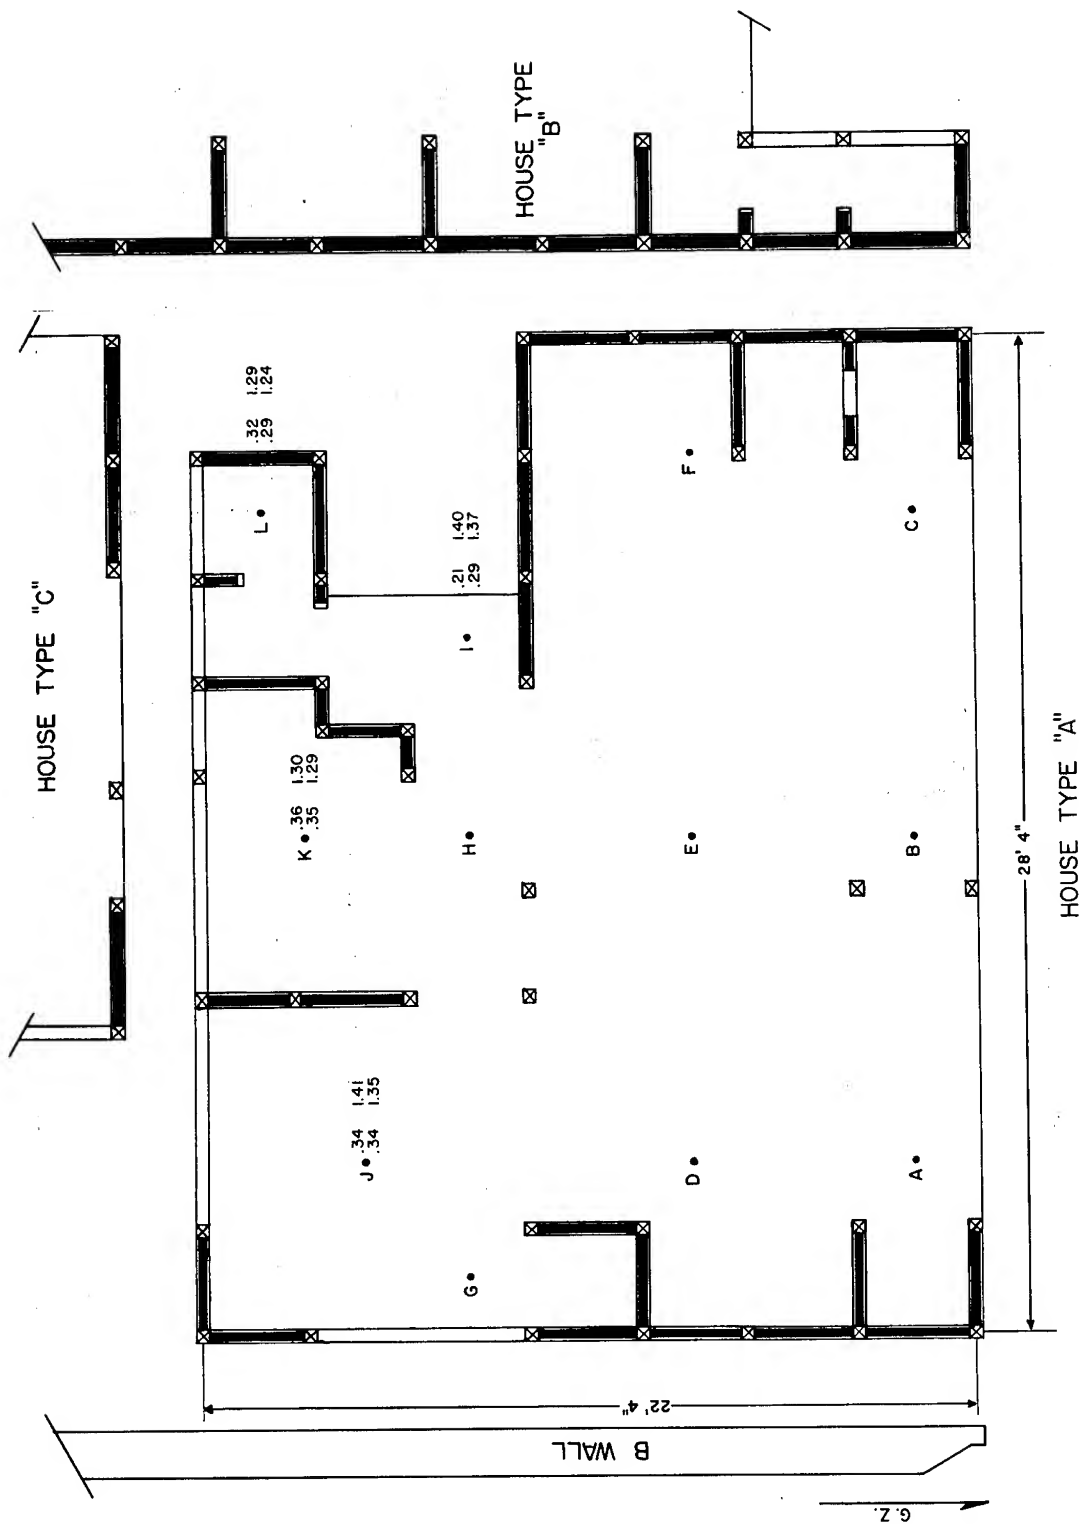 HOUSE TYPE "C"
HOUSE TYPE
"B"
L
.32 1.29
.29 1.24
K
.36 1.30
.35 1.29
I
.21 1.40
.29 1.37
J
.34 1.41
.34 1.35
G
H
F
E
D
C
B
A
22' 4"
28' 4"
HOUSE TYPE "A"
B WALL
G.Z.